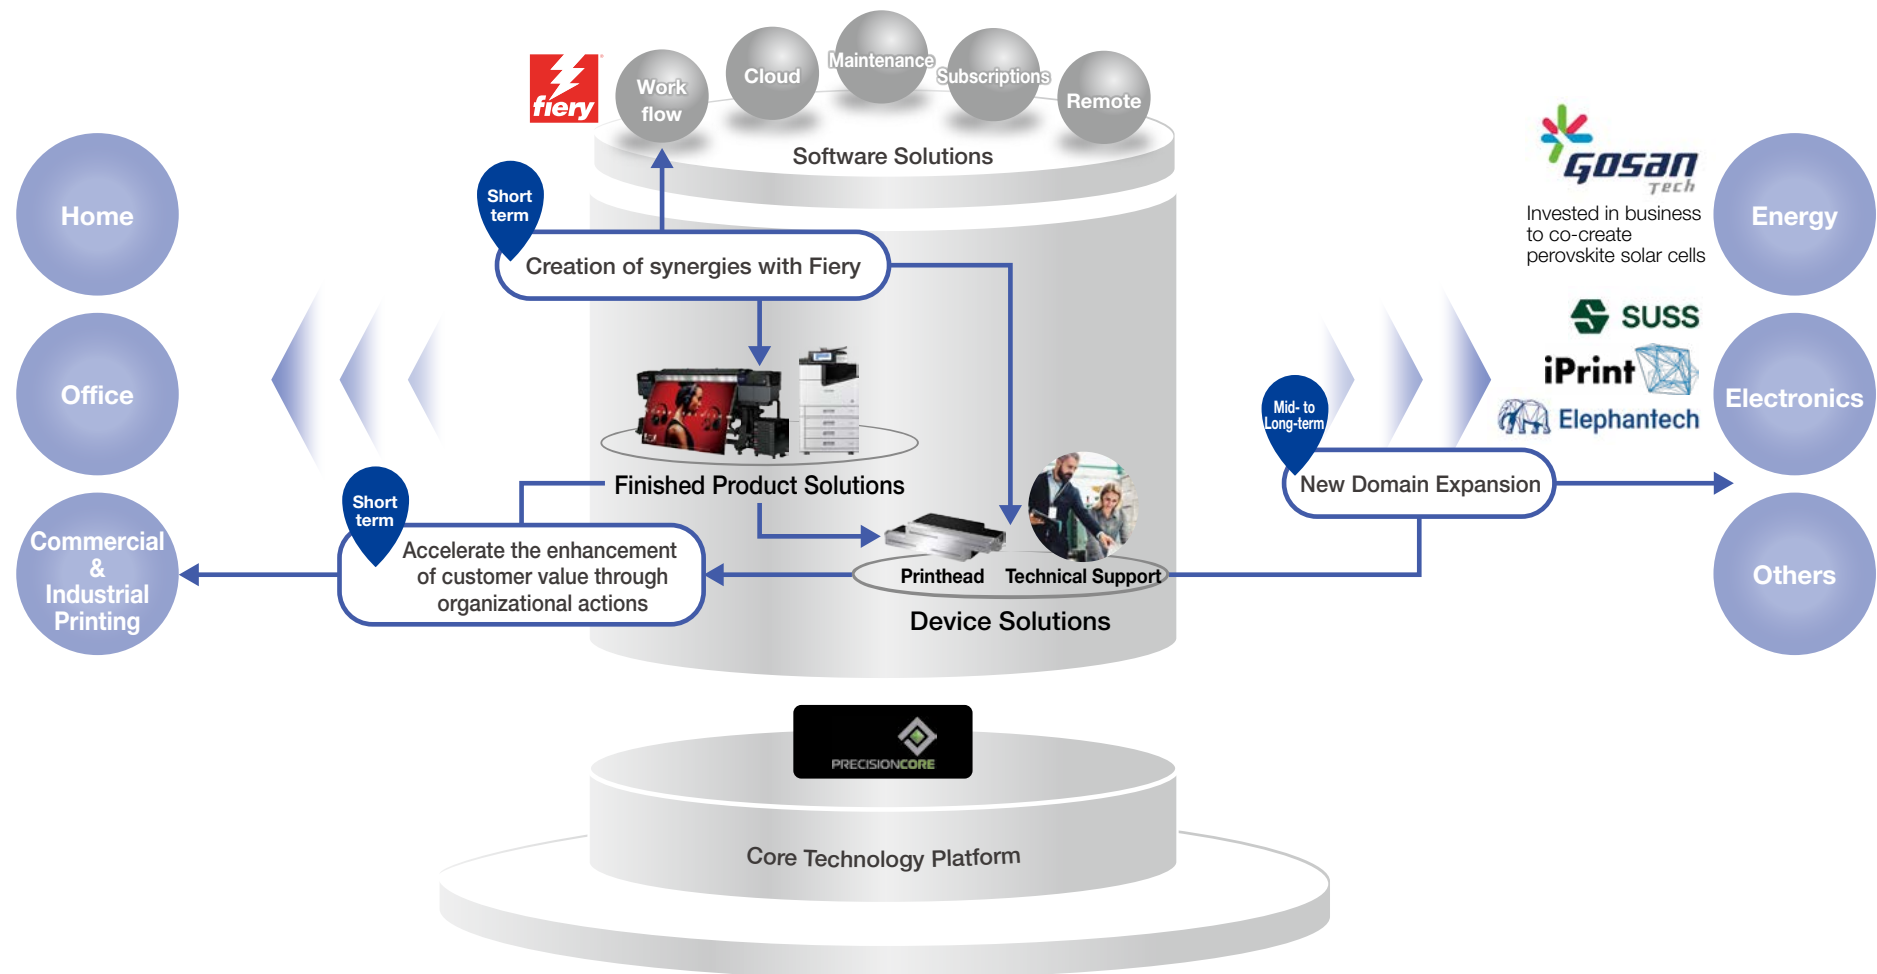 fiery
Work
flow
Cloud
Maintenance
Subscriptions
Remote
Software Solutions
Home
Office
Commercial
&
Industrial
Printing
Short
term
Creation of synergies with Fiery
Finished Product Solutions
Short
term
Accelerate the enhancement
of customer value through
organizational actions
Printhead
Technical Support
Device Solutions
PRECISIONCORE
Core Technology Platform
Mid- to
Long-term
New Domain Expansion
GOSAN
TECH
Invested in business
to co-create
perovskite solar cells
SUSS
iPrint
Elephantech
Energy
Electronics
Others